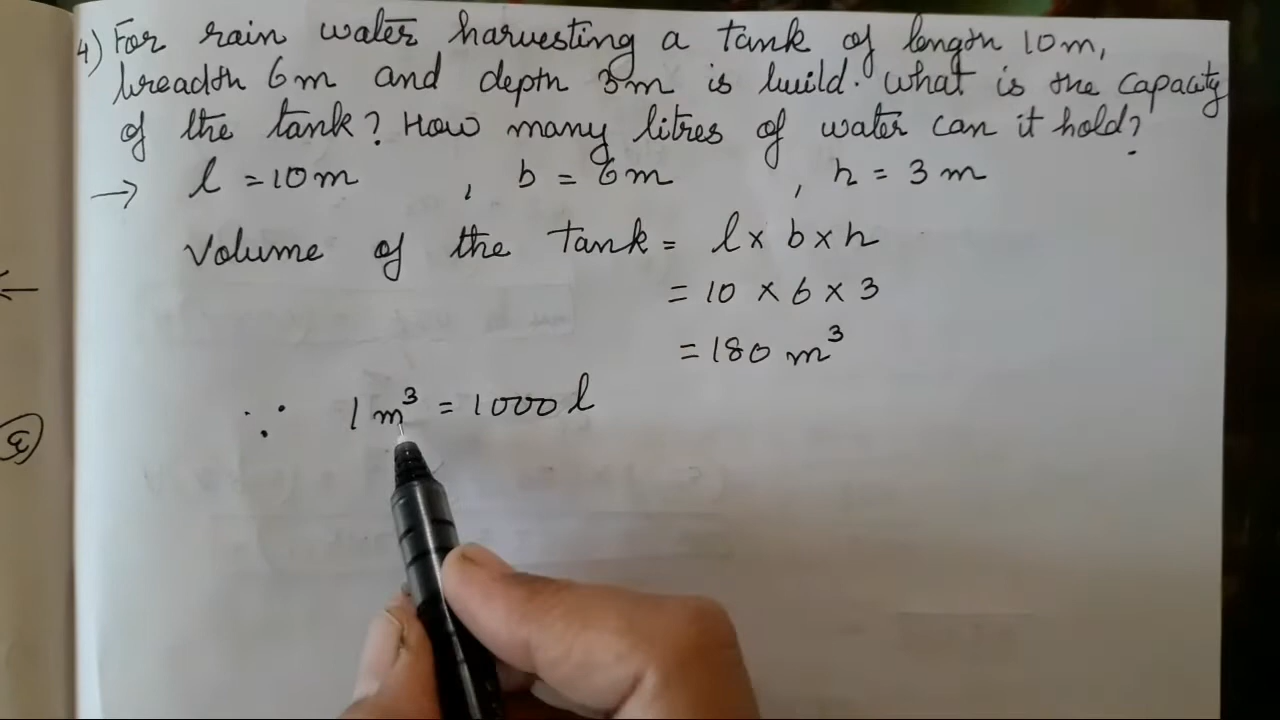 4) For rain water harvesting a tank of length 10m,
breadth 6m and depth 3m is build. What is the capacity
of the tank? How many litres of water can it hold?
→ l = 10m , b = 6m , h = 3m
Volume of the tank = l × b × h
= 10 × 6 × 3
= 180 m³
∵ 1 m³ = 1000 l
3